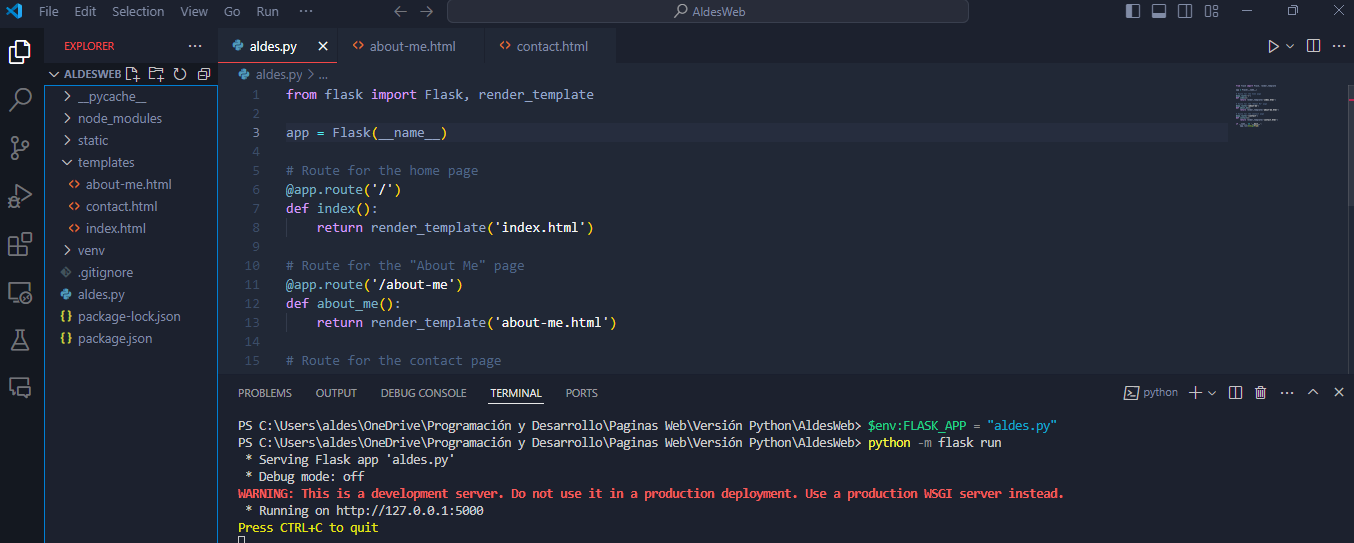 File Edit Selection View Go Run ··· AldesWeb
EXPLORER ···
ALDESWEB
__pycache__
node_modules
static
templates
about-me.html
contact.html
index.html
venv
.gitignore
aldes.py
package-lock.json
package.json
aldes.py about-me.html contact.html
aldes.py > ...
1 from flask import Flask, render_template
2
3 app = Flask(__name__)
4
5 # Route for the home page
6 @app.route('/')
7 def index():
8 return render_template('index.html')
9
10 # Route for the "About Me" page
11 @app.route('/about-me')
12 def about_me():
13 return render_template('about-me.html')
14
15 # Route for the contact page
PROBLEMS OUTPUT DEBUG CONSOLE TERMINAL PORTS python
PS C:\Users\aldes\OneDrive\Programación y Desarrollo\Paginas Web\Versión Python\AldesWeb> $env:FLASK_APP = "aldes.py"
PS C:\Users\aldes\OneDrive\Programación y Desarrollo\Paginas Web\Versión Python\AldesWeb> python -m flask run
* Serving Flask app 'aldes.py'
* Debug mode: off
WARNING: This is a development server. Do not use it in a production deployment. Use a production WSGI server instead.
* Running on http://127.0.0.1:5000
Press CTRL+C to quit